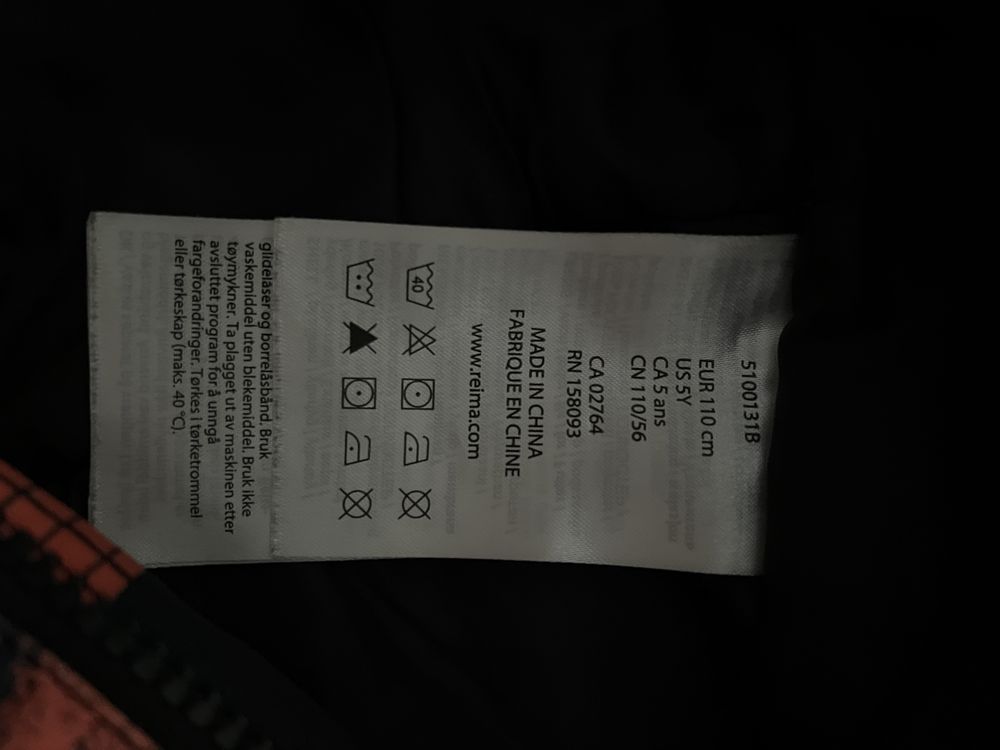 5100131B
EUR 110 cm
US 5Y
CA 5 ans
CN 110/56
CA 02764
RN 158093
MADE IN CHINA
FABRIQUE EN CHINE
www.reima.com
40
glidelåser og borrelåsbånd. Bruk
vaskemiddel uten blekemiddel. Bruk ikke
tøymykner. Ta plagget ut av maskinen etter
avsluttet program for å unngå
fargeforandringer. Tørkes i tørketrommel
eller tørkeskap (maks. 40 °C).